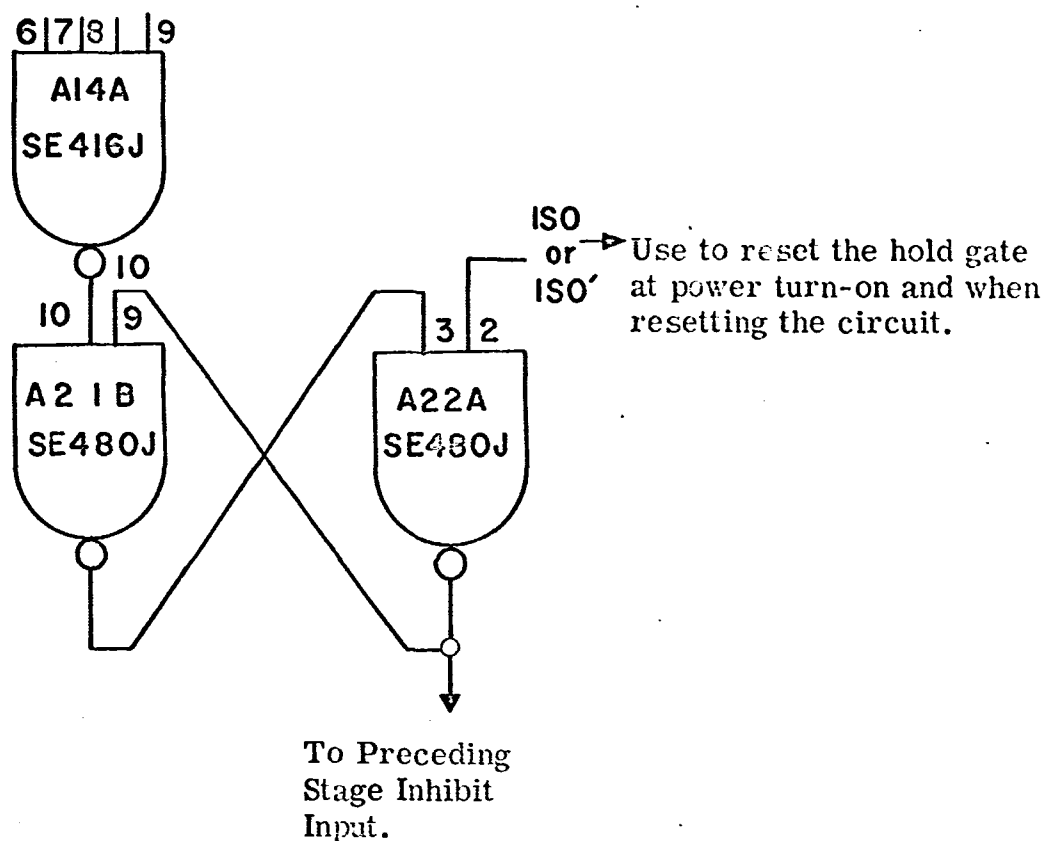 6 7 8 9
A14A
SE416J
10
10 9
A21B
SE480J
3 2
A22A
SE480J
ISO
or
ISO'
Use to reset the hold gate
at power turn-on and when
resetting the circuit.
To Preceding
Stage Inhibit
Input.